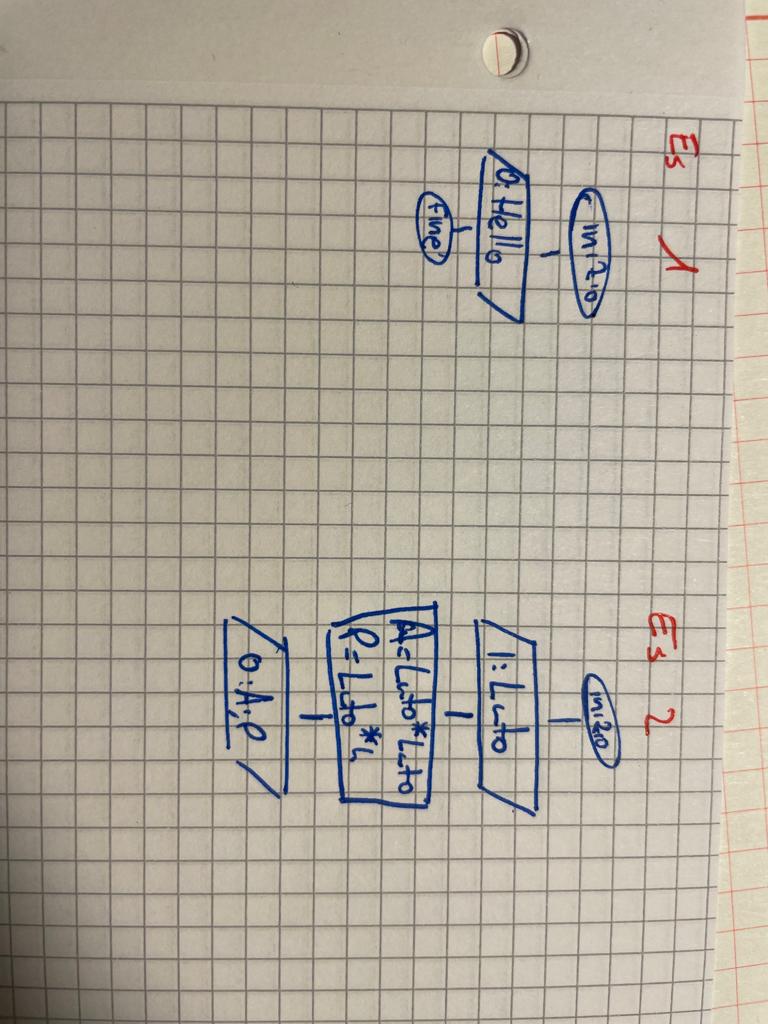 Es 1
inizio
O: Hello
Fine
Es 2
inizio
I: Lato
A = Lato * Lato
P = Lato * 4
O: A; P